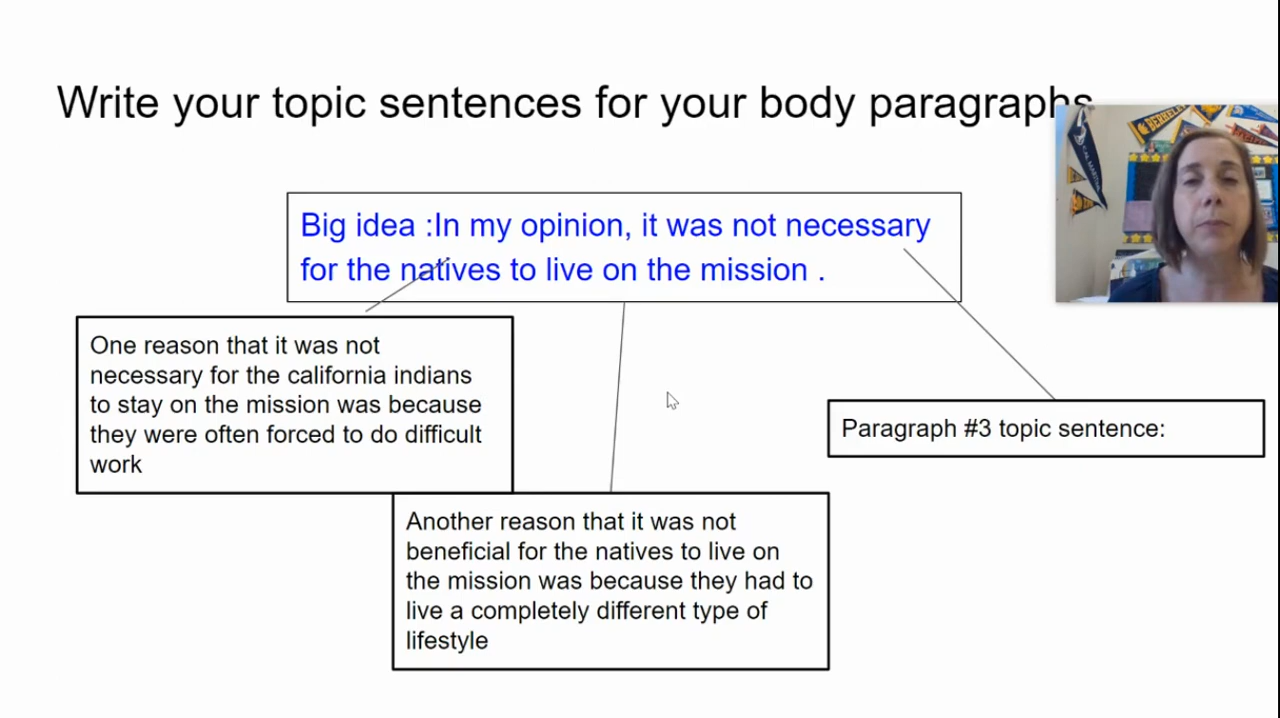 Write your topic sentences for your body paragraphs
BERKELEY
Big idea :In my opinion, it was not necessary
for the natives to live on the mission .
One reason that it was not
necessary for the california indians
to stay on the mission was because
they were often forced to do difficult
work
Paragraph #3 topic sentence:
Another reason that it was not
beneficial for the natives to live on
the mission was because they had to
live a completely different type of
lifestyle